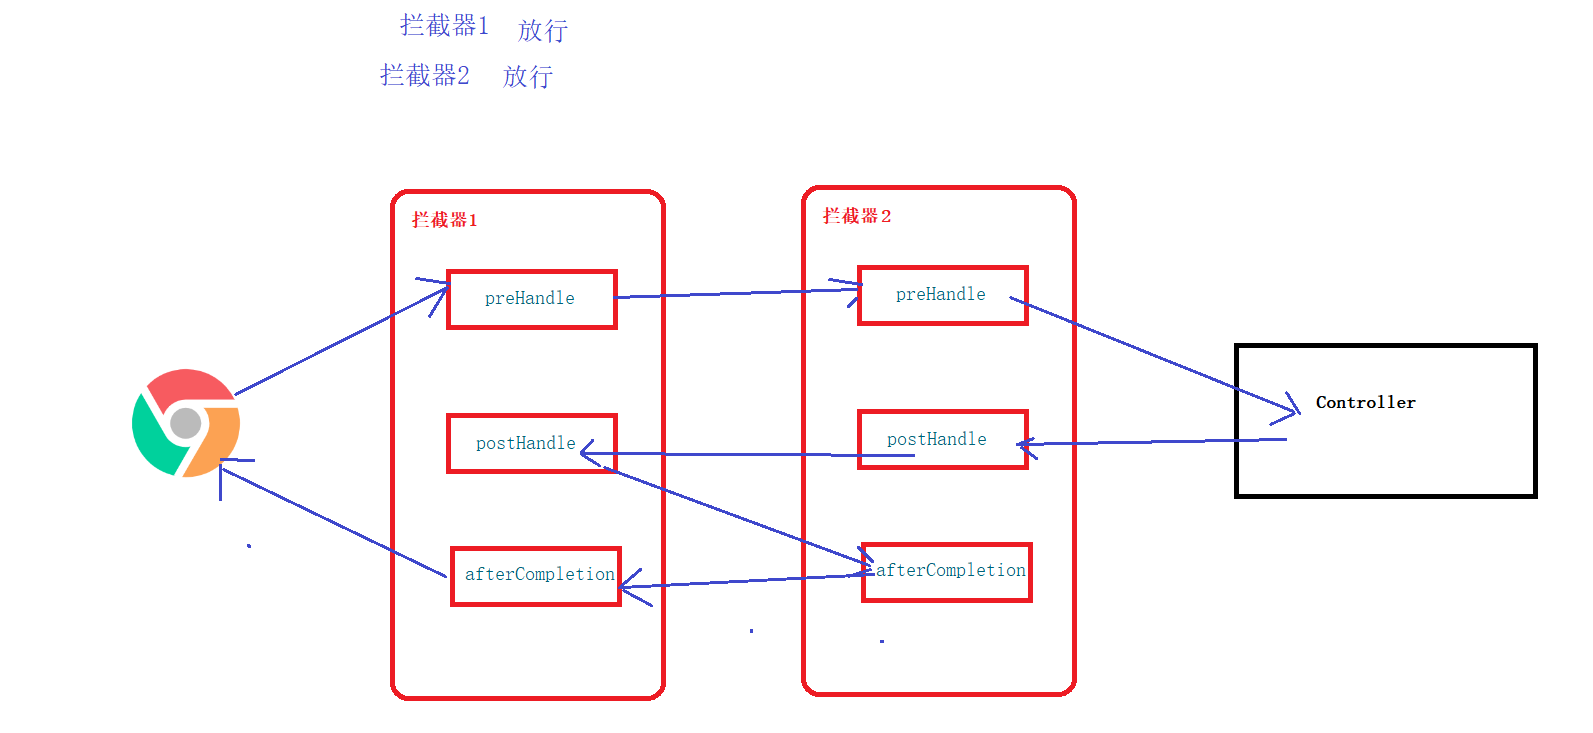 拦截器1 放行
拦截器2 放行
拦截器1
拦截器2
preHandle
preHandle
Controller
postHandle
postHandle
afterCompletion
afterCompletion